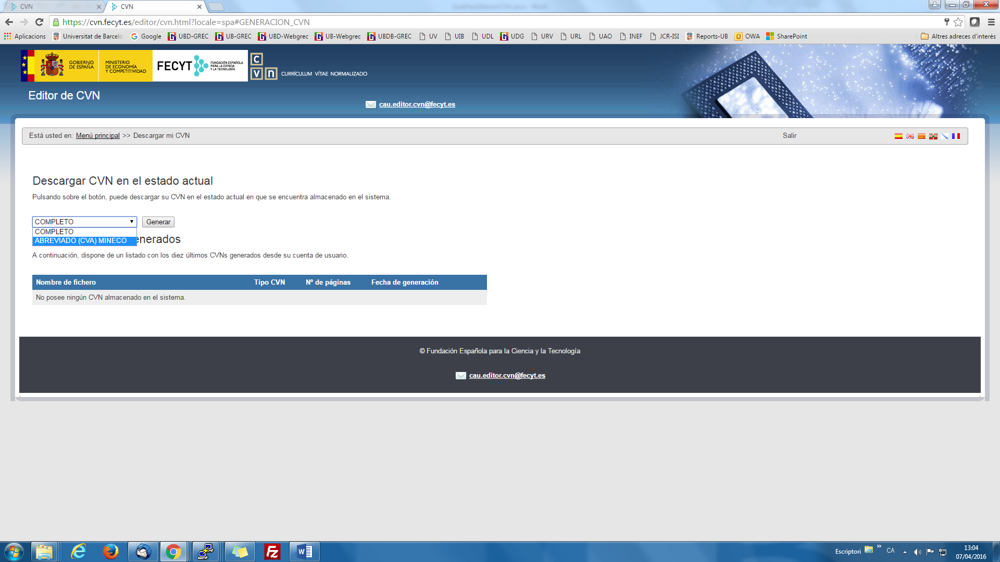 CVN
CVN
https://cvn.fecyt.es/editor/cvn.html?locale=spa#GENERACION_CVN
Aplicacions Universitat de Barcelo Google UBD-GREC UB-GREC UBD-Webgrec UB-Webgrec UBDB-GREC UV UIB UDL UDG URV URL UAO INEF JCR-ISI Reports-UB OWA SharePoint Altres adreces d'interès
GOBIERNO
DE ESPAÑA
MINISTERIO
DE ECONOMÍA
Y COMPETITIVIDAD
FECYT
FUNDACIÓN ESPAÑOLA
PARA LA CIENCIA
Y LA TECNOLOGÍA
C
v n
CURRÍCULUM VÍTAE NORMALIZADO
Editor de CVN
cau.editor.cvn@fecyt.es
Está usted en: Menú principal >> Descargar mi CVN
Salir
Descargar CVN en el estado actual
Pulsando sobre el botón, puede descargar su CVN en el estado actual en que se encuentra almacenado en el sistema.
COMPLETO
Generar
COMPLETO
ABREVIADO (CVA) MINECO
enerados
A continuación, dispone de un listado con los diez últimos CVNs generados desde su cuenta de usuario.
Nombre de fichero Tipo CVN Nº de páginas Fecha de generación
No posee ningún CVN almacenado en el sistema.
© Fundación Española para la Ciencia y la Tecnología
cau.editor.cvn@fecyt.es
Escriptori
»
CA
13:04
07/04/2016